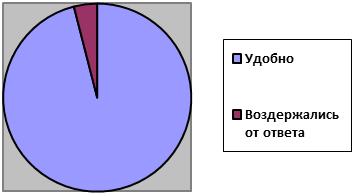 Удобно
Воздержались
от ответа